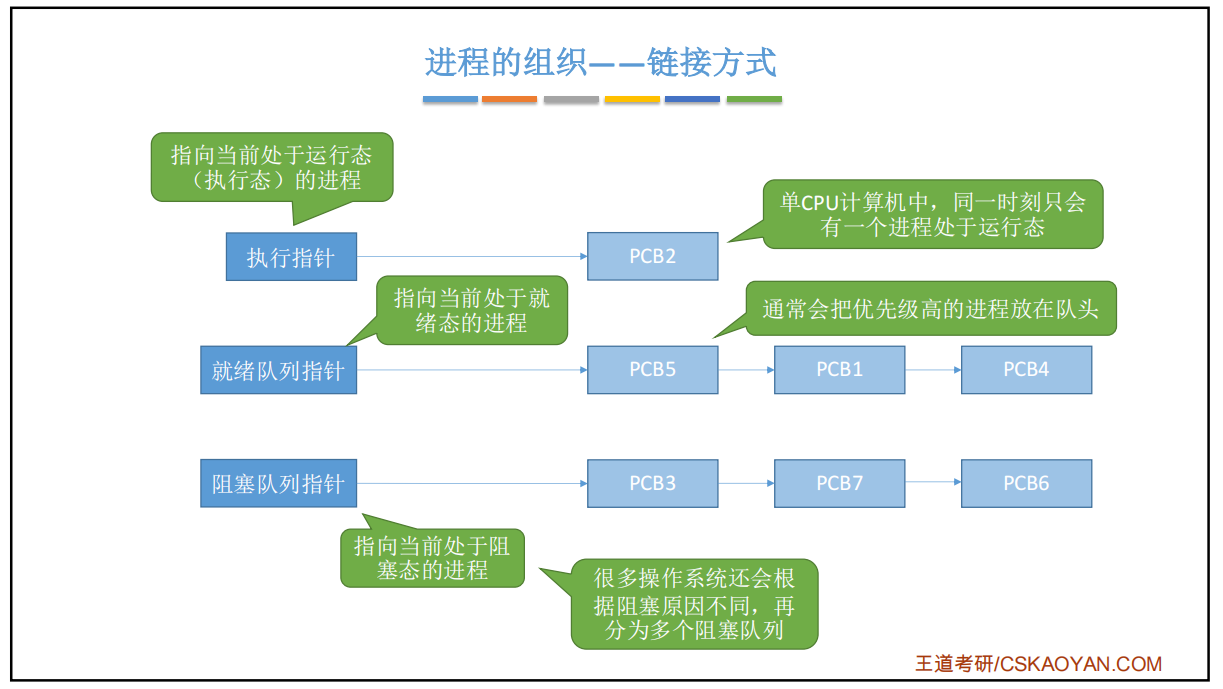 进程的组织——链接方式
指向当前处于运行态
（执行态）的进程
单CPU计算机中，同一时刻只会
有一个进程处于运行态
执行指针
PCB2
指向当前处于就
绪态的进程
通常会把优先级高的进程放在队头
就绪队列指针
PCB5
PCB1
PCB4
阻塞队列指针
PCB3
PCB7
PCB6
指向当前处于阻
塞态的进程
很多操作系统还会根
据阻塞原因不同，再
分为多个阻塞队列
王道考研/CSKAOYAN.COM